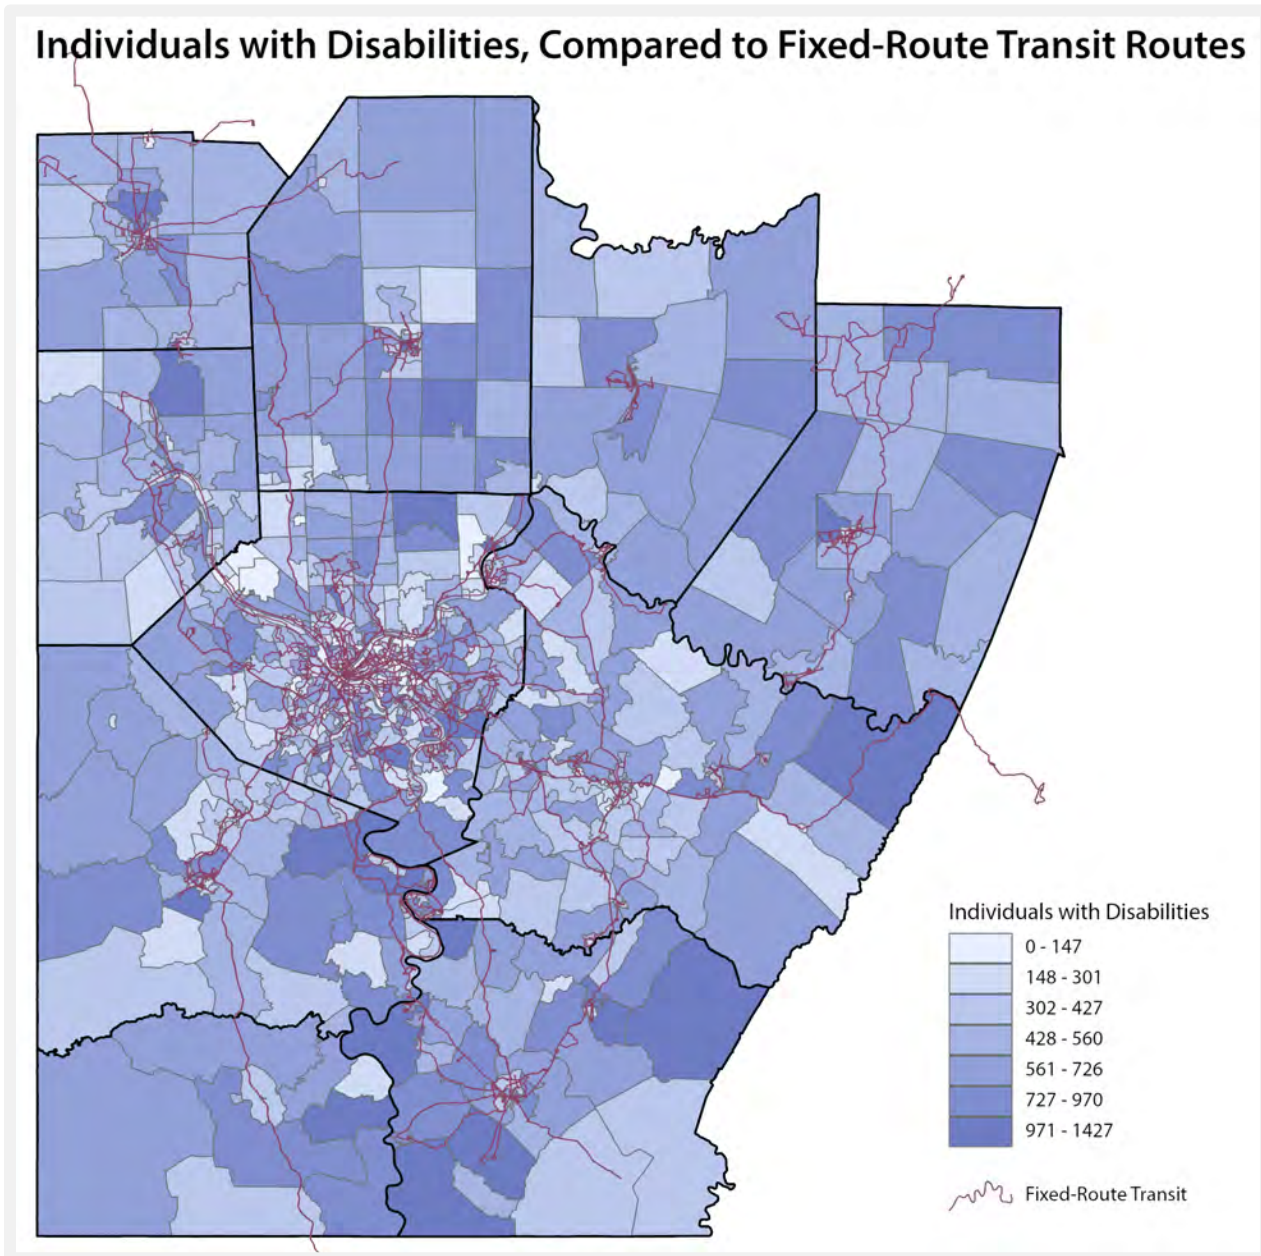 Individuals with Disabilities, Compared to Fixed-Route Transit Routes
Individuals with Disabilities
0 - 147
148 - 301
302 - 427
428 - 560
561 - 726
727 - 970
971 - 1427
Fixed-Route Transit